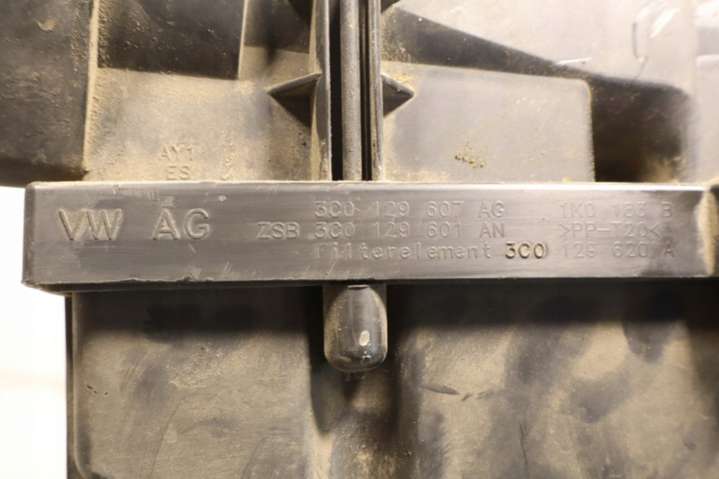 AY1
ES
VW AG
3C0 129 607 AG 1K0 183 B
ZSB 3C0 129 601 AN >PP-T20<
Filterelement 3C0 129 620 A